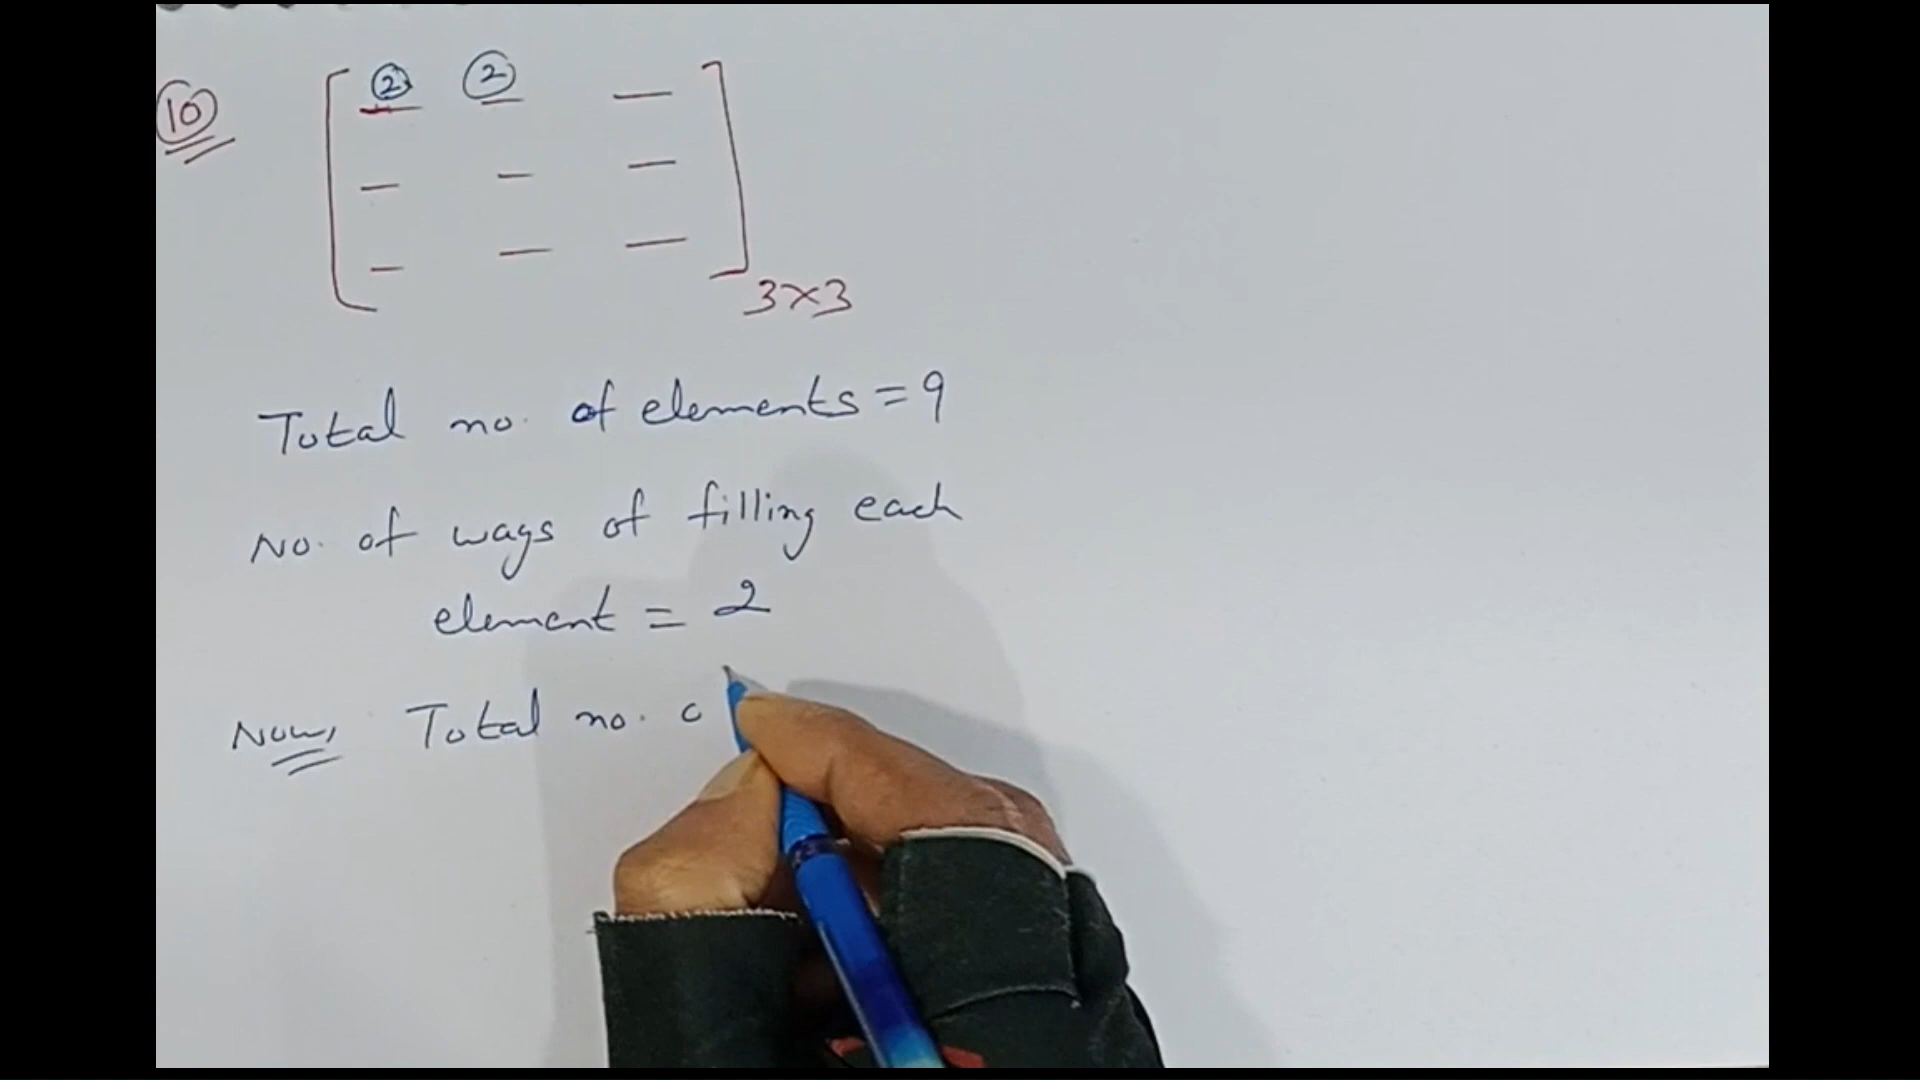 10
2 2
3×3
Total no. of elements = 9
No. of ways of filling each
element = 2
Now, Total no. o